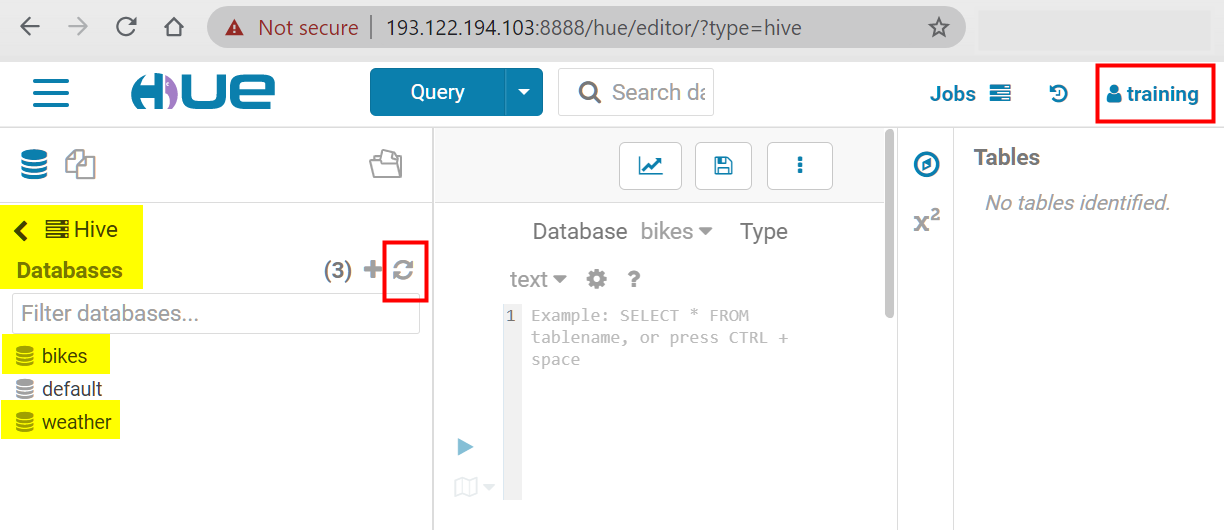 Not secure 193.122.194.103:8888/hue/editor/?type=hive
HUE Query Search da Jobs training
Tables
No tables identified.
x²
Hive
Databases (3)
Filter databases...
bikes
default
weather
Database bikes Type
text ?
1 Example: SELECT * FROM
tablename, or press CTRL +
space